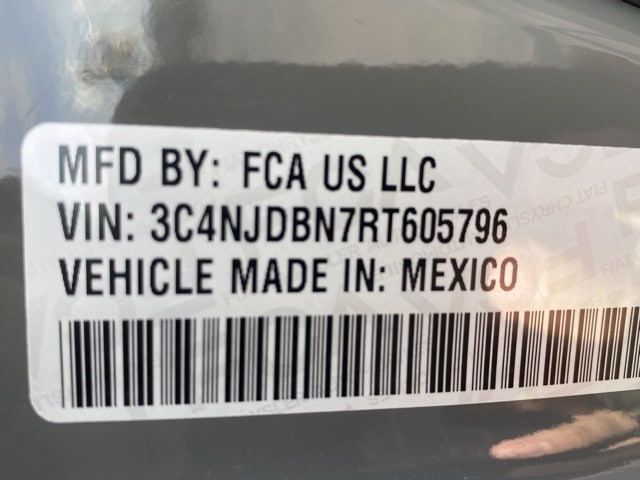 MFD BY: FCA US LLC
VIN: 3C4NJDBN7RT605796
VEHICLE MADE IN: MEXICO